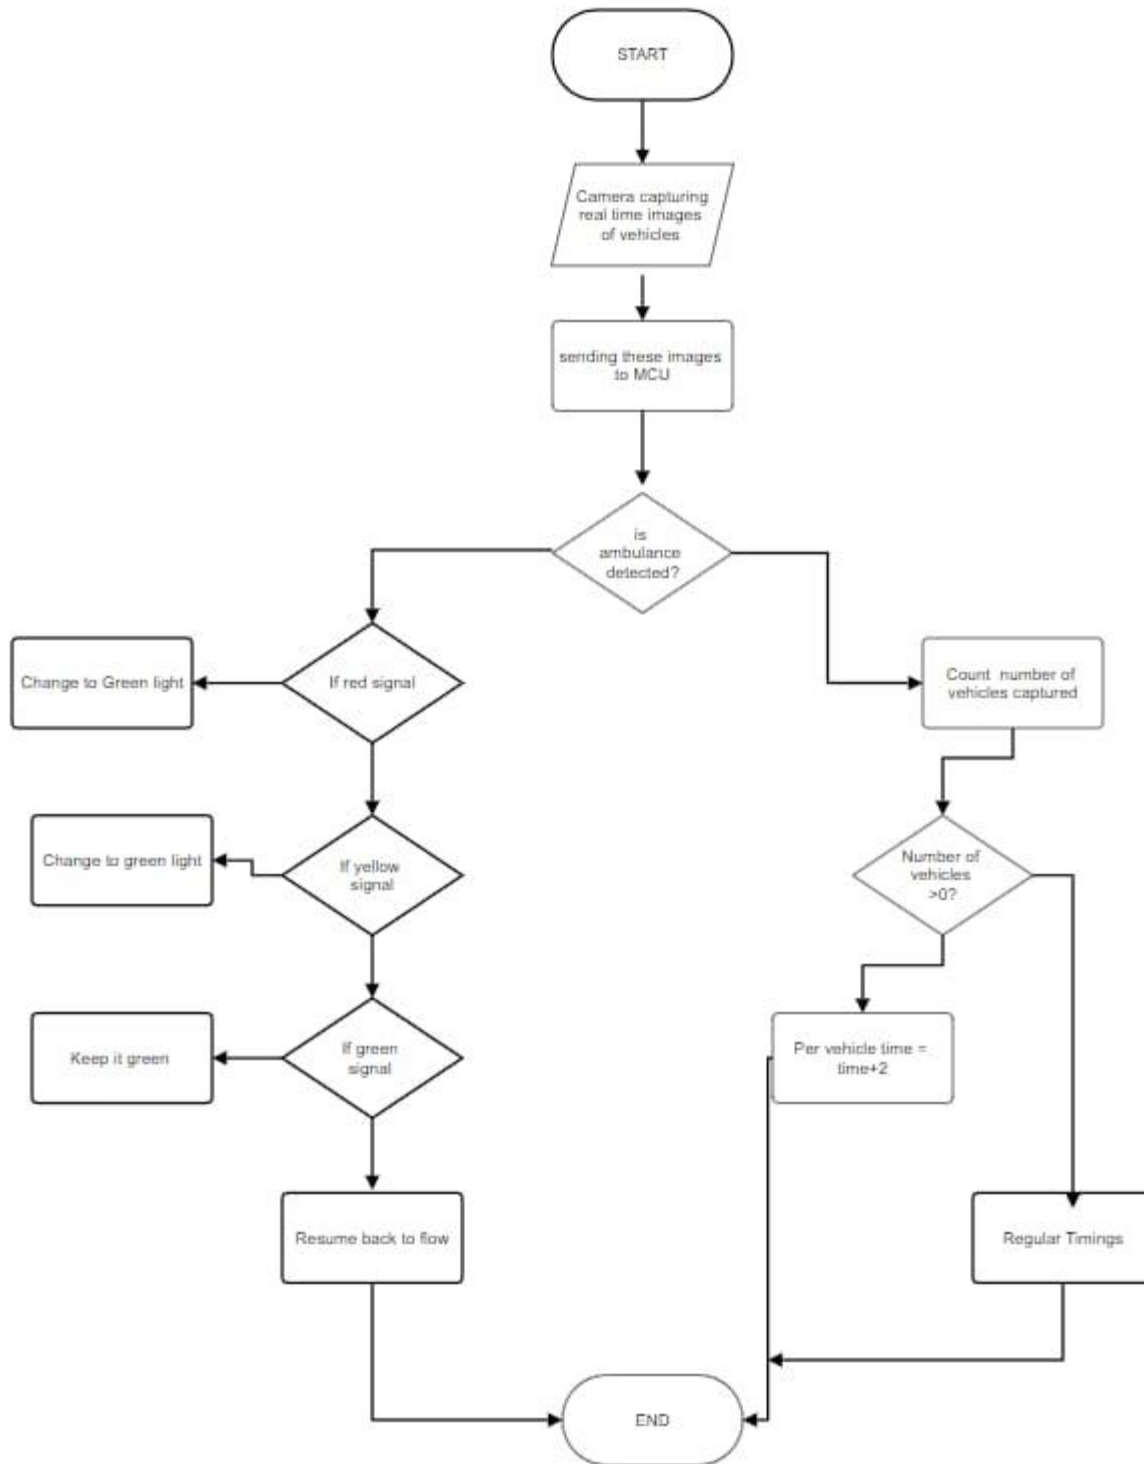 START
Camera capturing
real time images
of vehicles
sending these images
to MCU
is
ambulance
detected?
Change to Green light
If red signal
Count number of
vehicles captured
Change to green light
If yellow
signal
Number of
vehicles
>0?
Keep it green
If green
signal
Per vehicle time =
time+2
Resume back to flow
Regular Timings
END